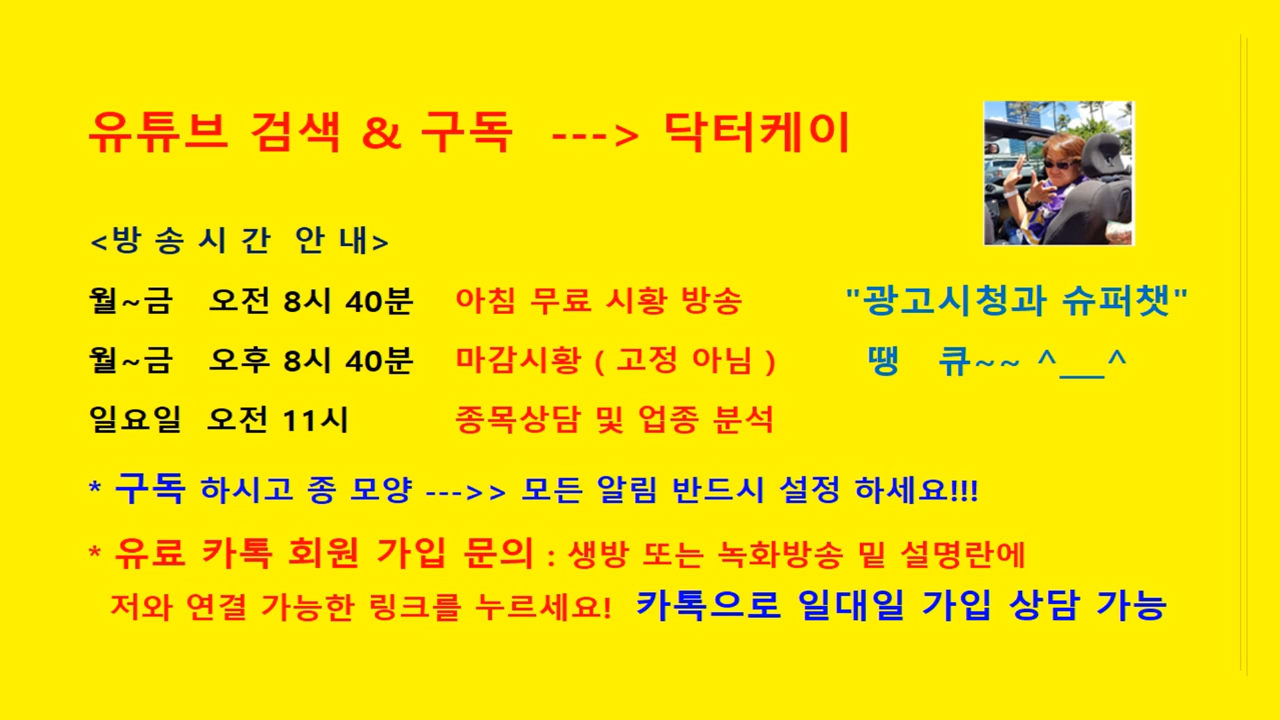 유튜브 검색 & 구독 ---> 닥터케이
<방 송 시 간 안 내>
월~금 오전 8시 40분 아침 무료 시황 방송 "광고시청과 슈퍼챗"
월~금 오후 8시 40분 마감시황 ( 고정 아님 ) 땡 큐~~ ^__^
일요일 오전 11시 종목상담 및 업종 분석
* 구독 하시고 종 모양 --->> 모든 알림 반드시 설정 하세요!!!
* 유료 카톡 회원 가입 문의 : 생방 또는 녹화방송 밑 설명란에
저와 연결 가능한 링크를 누르세요! 카톡으로 일대일 가입 상담 가능